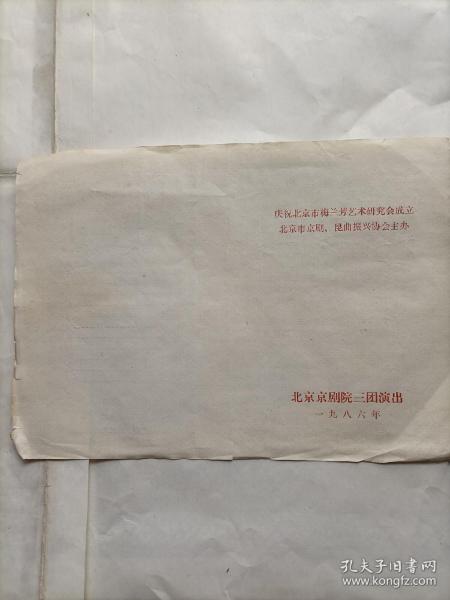 庆祝北京市梅兰芳艺术研究会成立
北京市京剧、昆曲振兴协会主办
北京京剧院三团演出
一九八六年
孔夫子旧书网
www.kongfz.com